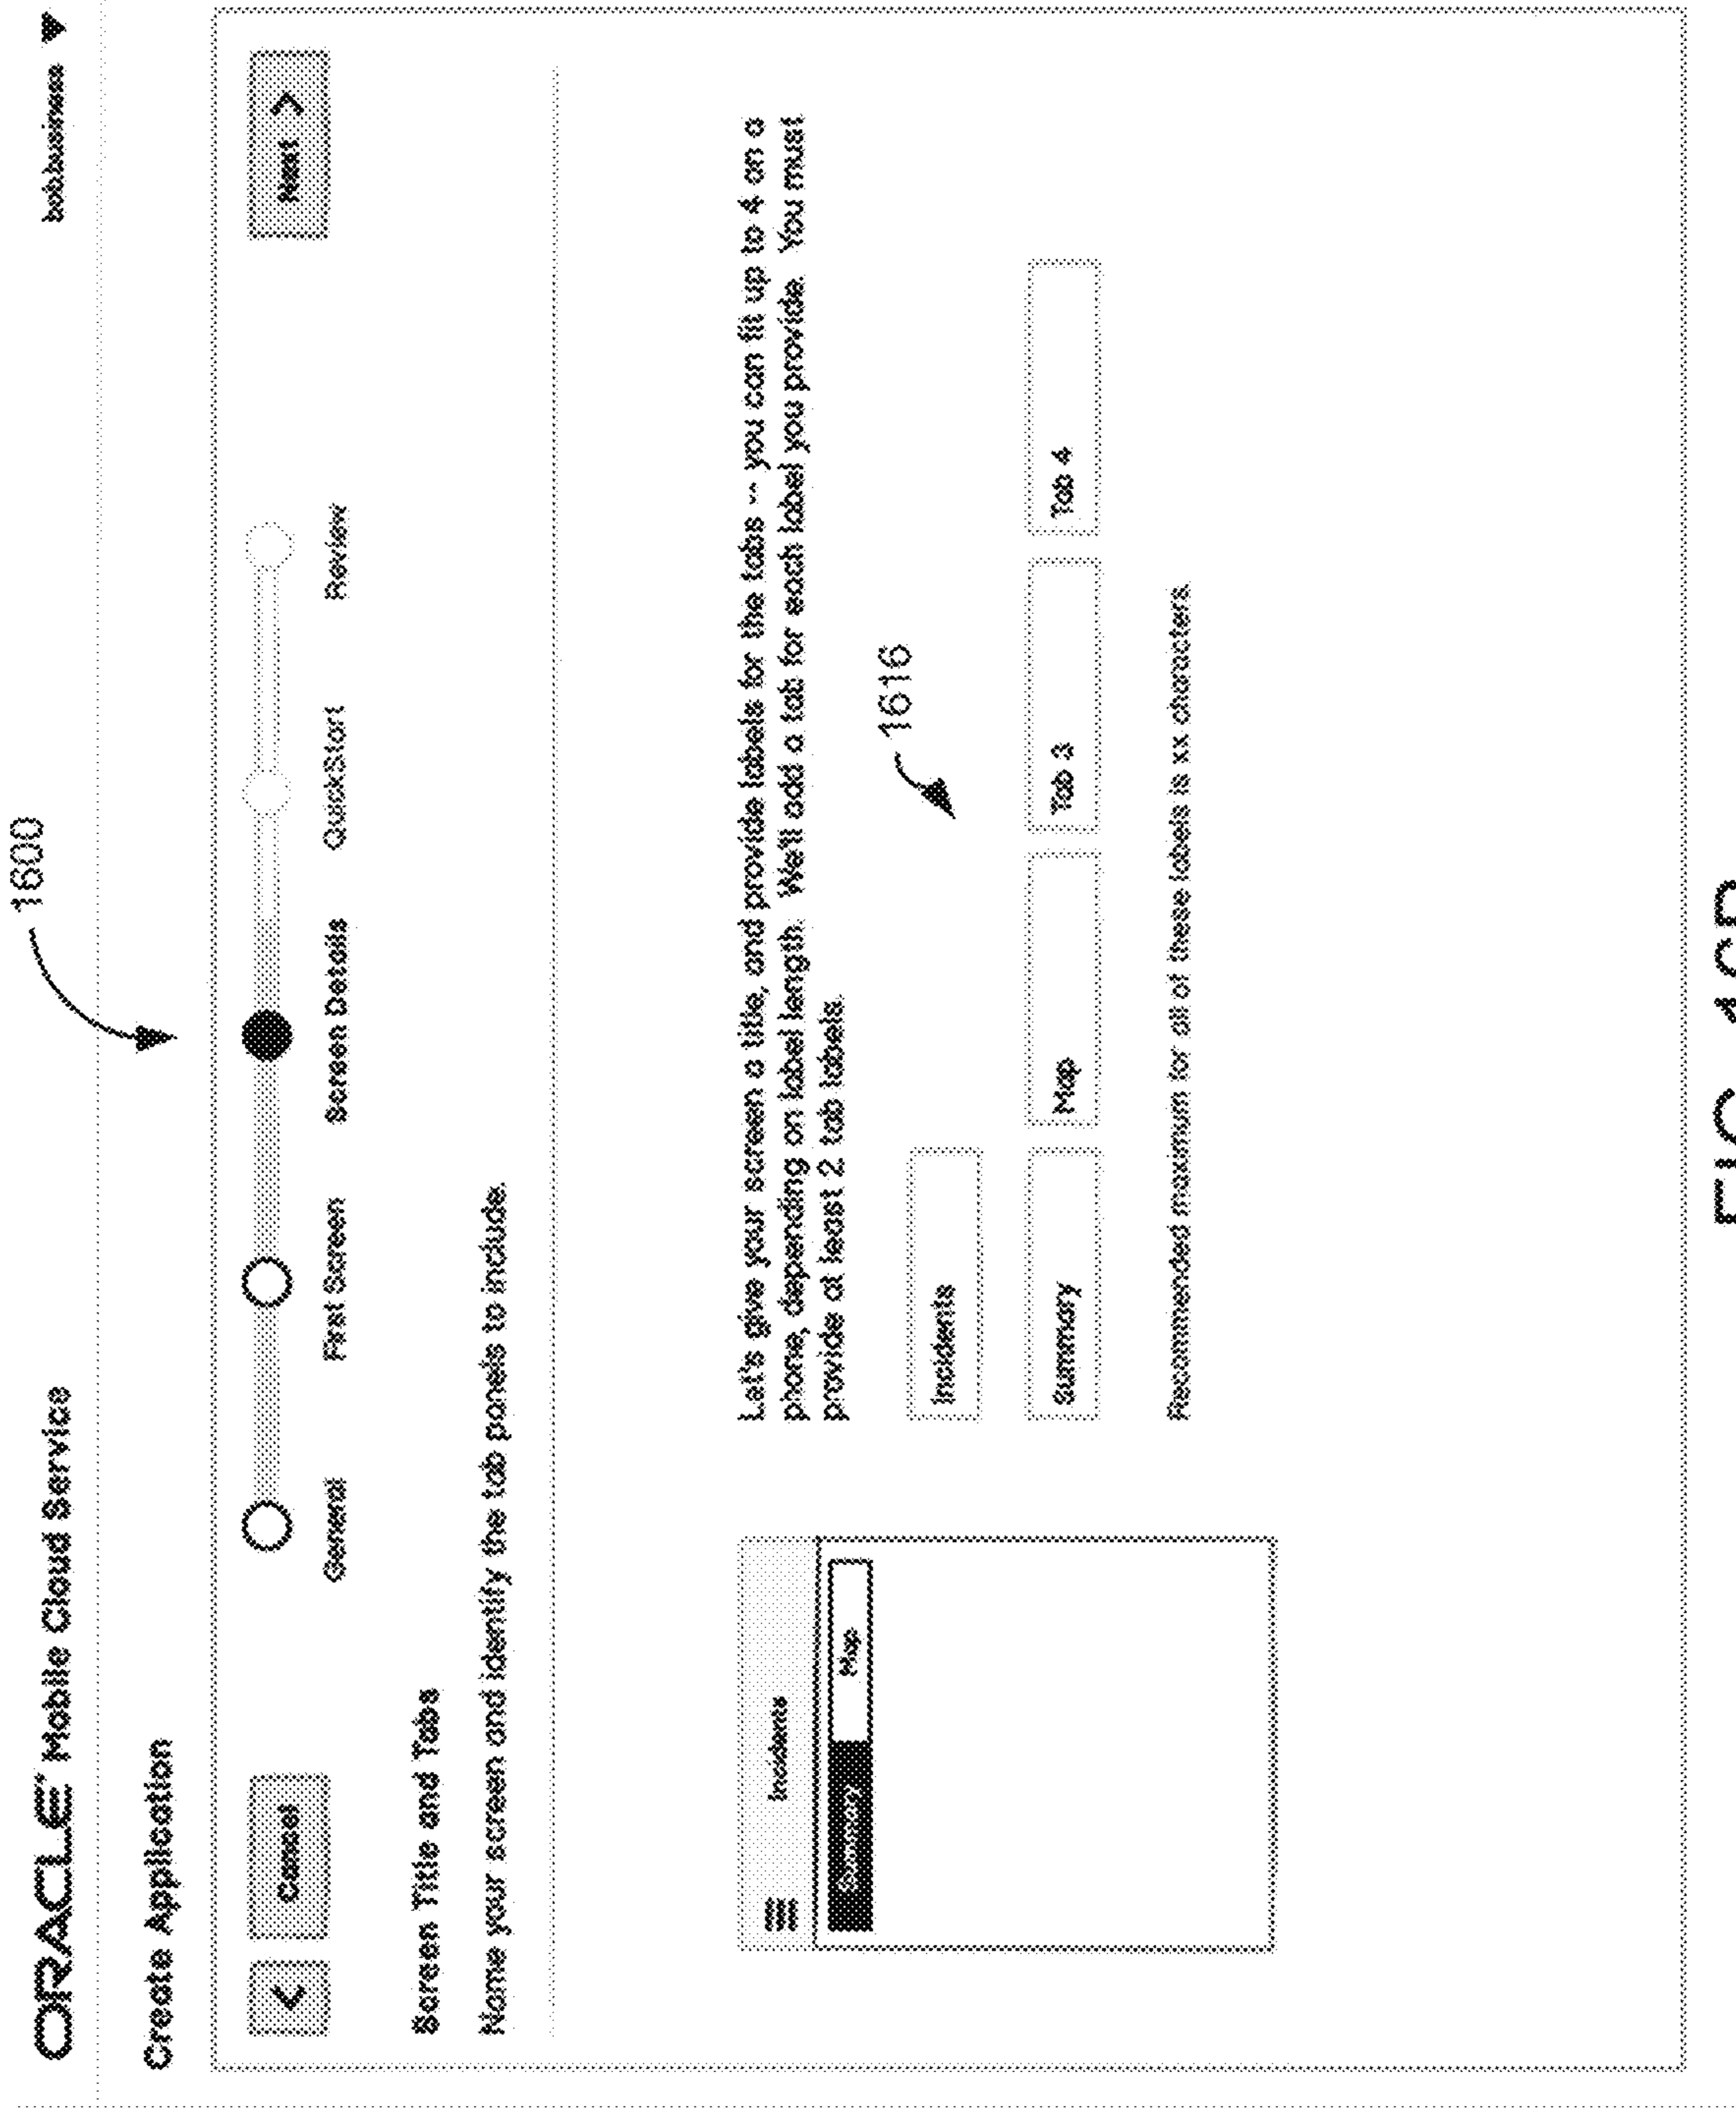 1600
ORACLE' Mobile Cloud Service
bobbusiness
Create Application
Cancel
Next
General
First Screen
Screen Details
QuickStart
Review
Screen Title and Tabs
Name your screen and identify the tab panels to include.
Incidents
Summary
Map
Let's give your screen a title, and provide labels for the tabs -- you can fit up to 4 on a
phone, depending on label length. We'll add a tab for each label you provide. You must
provide at least 2 tab labels.
1616
Incidents
Summary
Map
Tab 3
Tab 4
Recommended maximum for all of these labels is xx characters.